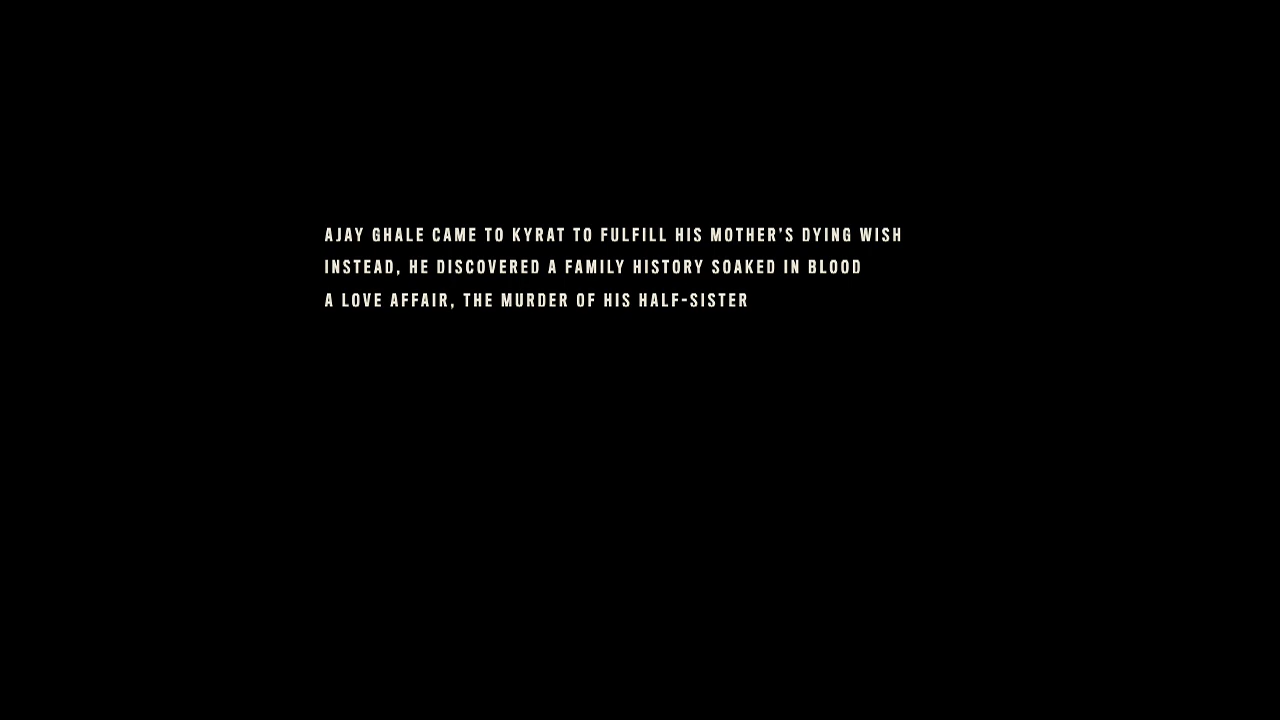 AJAY GHALE CAME TO KYRAT TO FULFILL HIS MOTHER'S DYING WISH
INSTEAD, HE DISCOVERED A FAMILY HISTORY SOAKED IN BLOOD
A LOVE AFFAIR, THE MURDER OF HIS HALF-SISTER